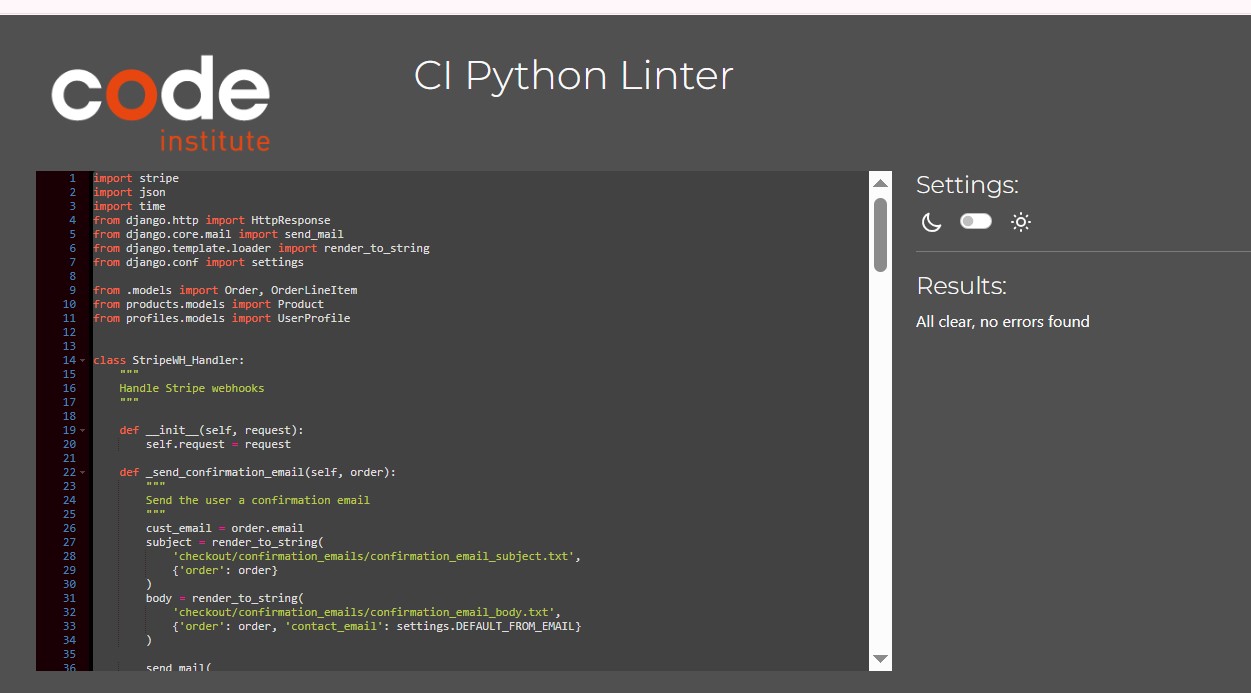 code
institute
CI Python Linter
1 import stripe
2 import json
3 import time
4 from django.http import HttpResponse
5 from django.core.mail import send_mail
6 from django.template.loader import render_to_string
7 from django.conf import settings
8
9 from .models import Order, OrderLineItem
10 from products.models import Product
11 from profiles.models import UserProfile
12
13
14 class StripeWH_Handler:
15     """
16     Handle Stripe webhooks
17     """
18
19     def __init__(self, request):
20         self.request = request
21
22     def _send_confirmation_email(self, order):
23         """
24         Send the user a confirmation email
25         """
26         cust_email = order.email
27         subject = render_to_string(
28             'checkout/confirmation_emails/confirmation_email_subject.txt',
29             {'order': order}
30         )
31         body = render_to_string(
32             'checkout/confirmation_emails/confirmation_email_body.txt',
33             {'order': order, 'contact_email': settings.DEFAULT_FROM_EMAIL}
34         )
35
36         send_mail(
Settings:
Results:
All clear, no errors found